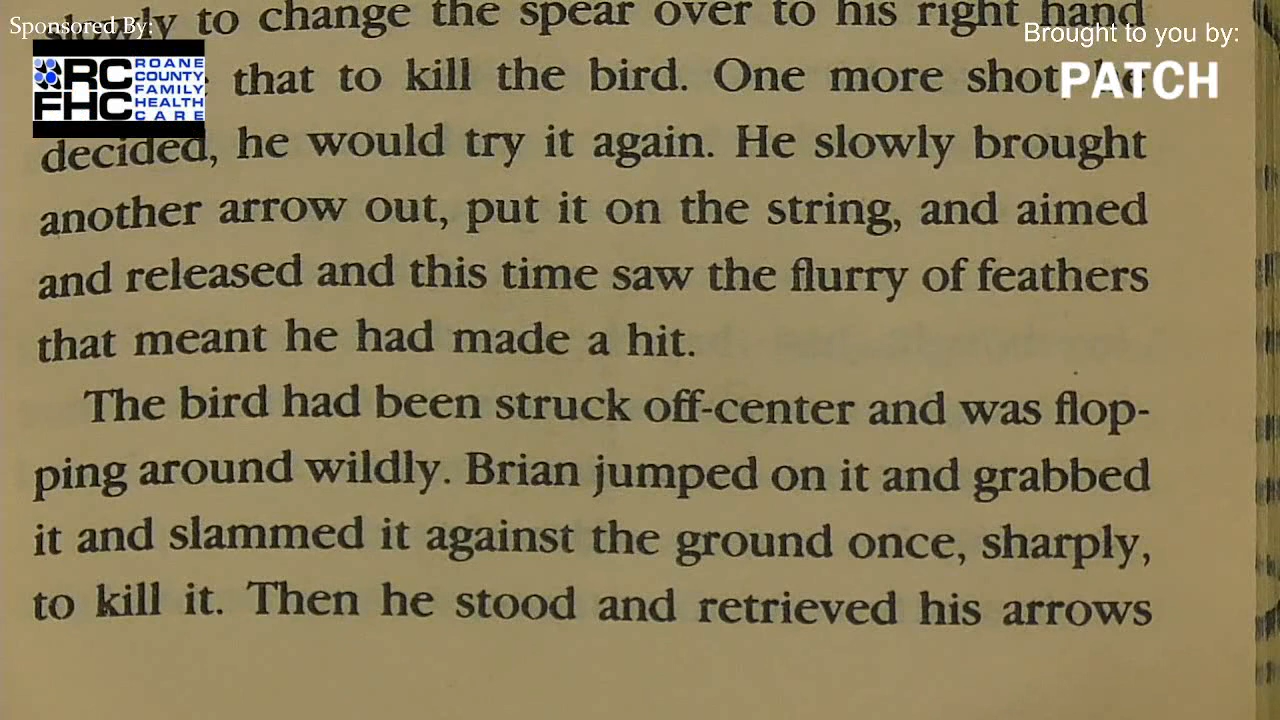 Sponsored By:
RC
FHC
ROANE
COUNTY
FAMILY
HEALTH
CARE
Brought to you by:
PATCH
slowly to change the spear over to his right hand
that to kill the bird. One more shot, he
decided, he would try it again. He slowly brought
another arrow out, put it on the string, and aimed
and released and this time saw the flurry of feathers
that meant he had made a hit.
The bird had been struck off-center and was flop-
ping around wildly. Brian jumped on it and grabbed
it and slammed it against the ground once, sharply,
to kill it. Then he stood and retrieved his arrows